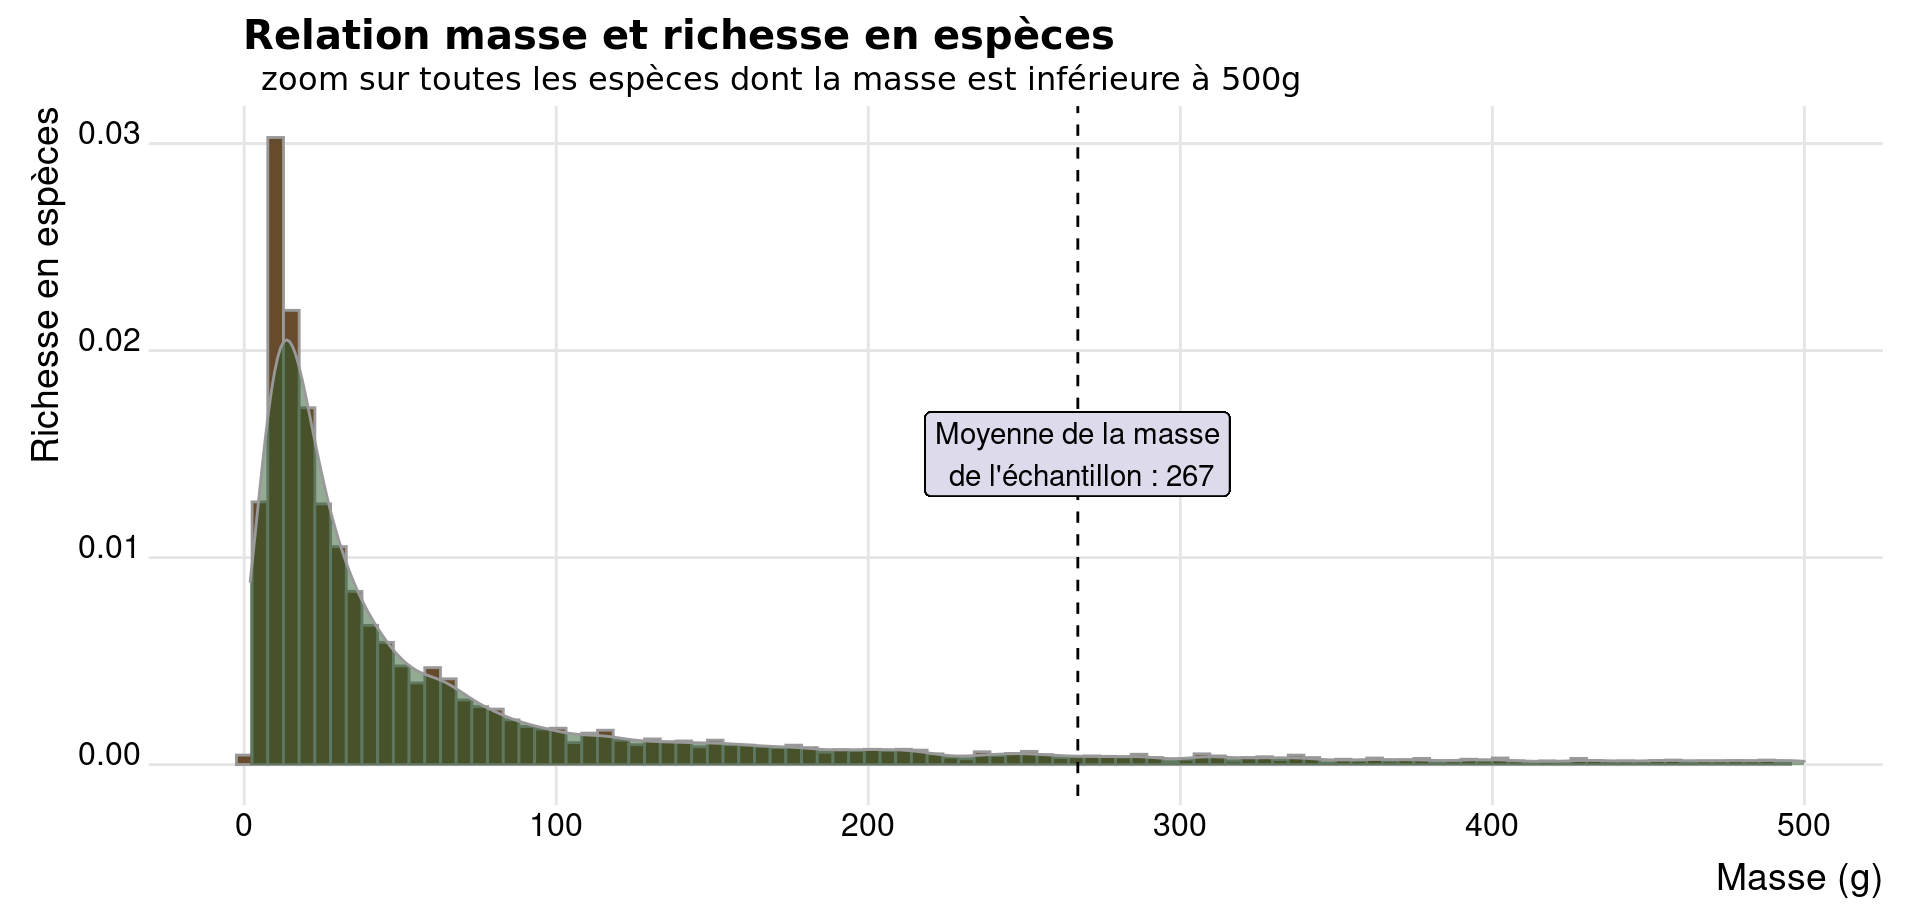 Relation masse et richesse en espèces
zoom sur toutes les espèces dont la masse est inférieure à 500g
Richesse en espèces
0.03
0.02
0.01
0.00
Moyenne de la masse
de l'échantillon : 267
0
100
200
300
400
500
Masse (g)